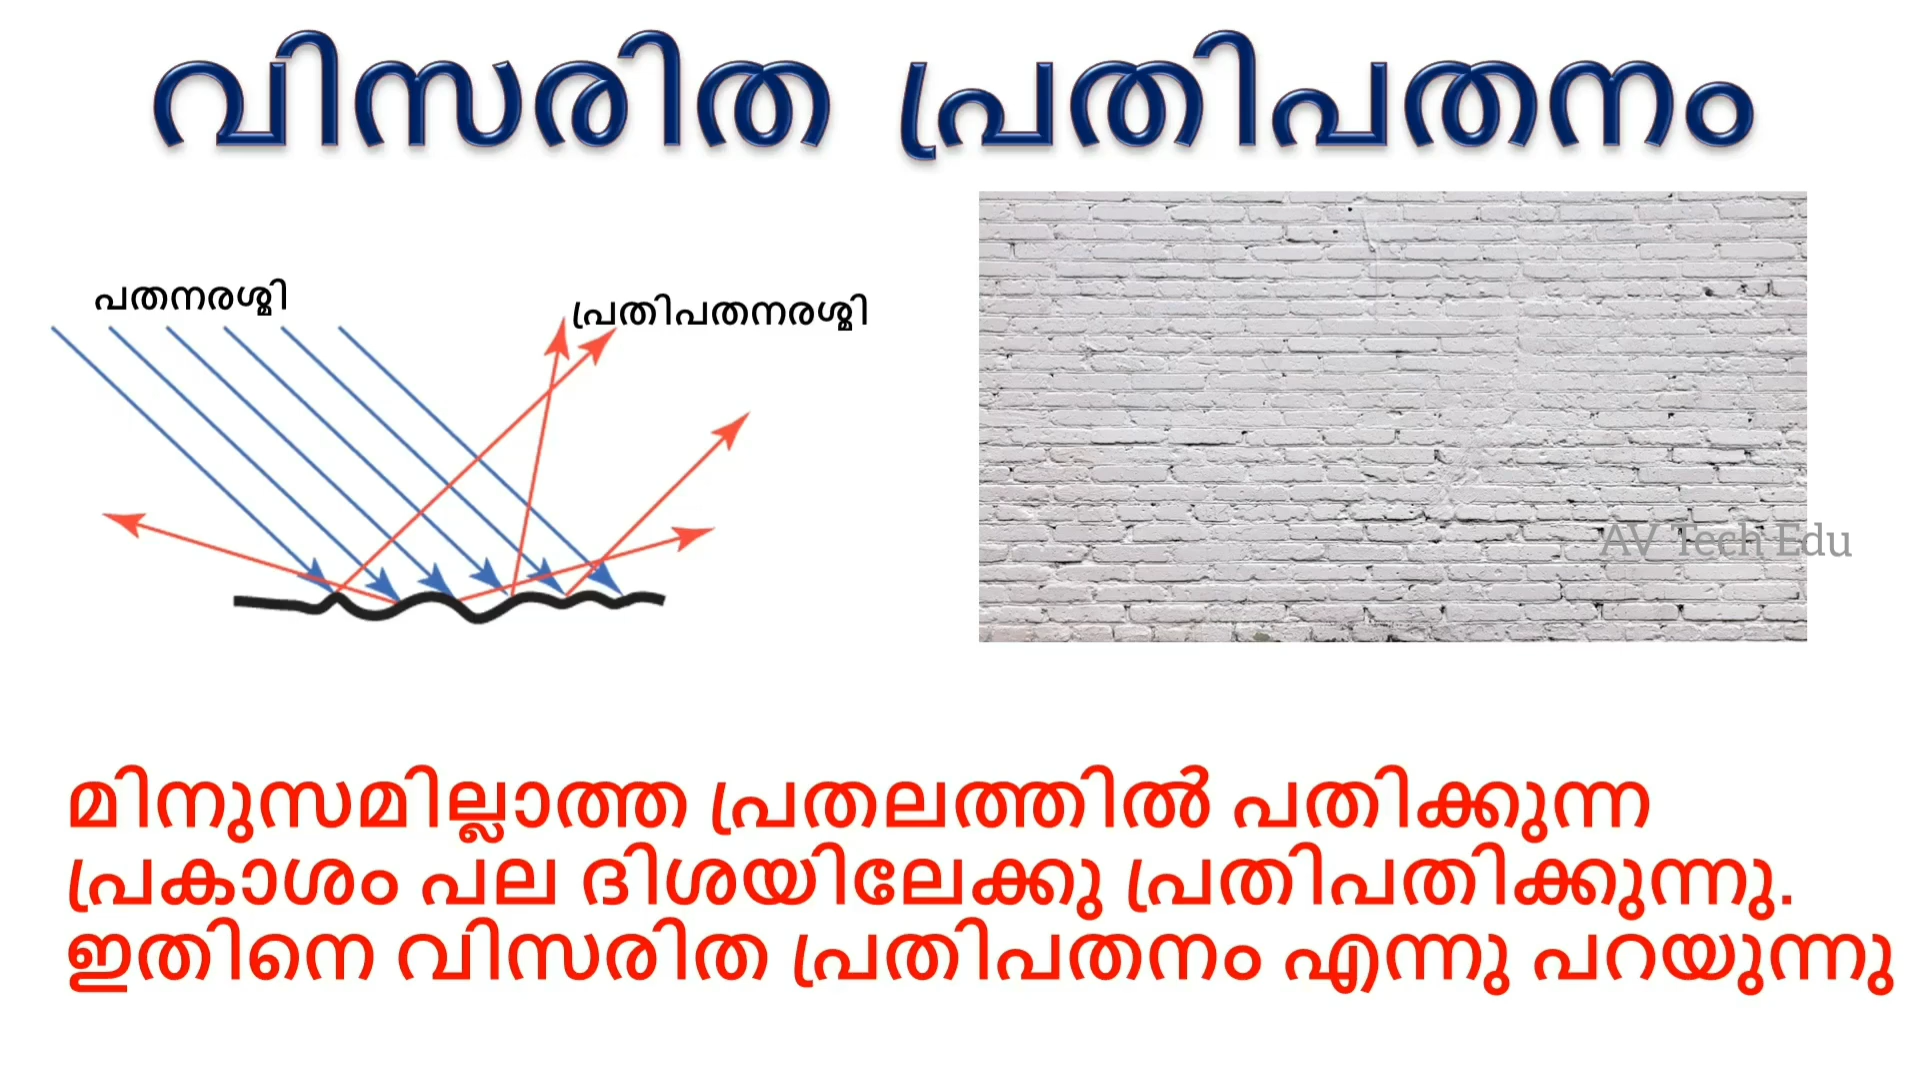 വിസരിത പ്രതിപതനം
പതനരശ്മി
പ്രതിപതനരശ്മി
AV Tech Edu
മിനുസമില്ലാത്ത പ്രതലത്തിൽ പതിക്കുന്ന
പ്രകാശം പല ദിശയിലേക്കു പ്രതിപതിക്കുന്നു.
ഇതിനെ വിസരിത പ്രതിപതനം എന്നു പറയുന്നു